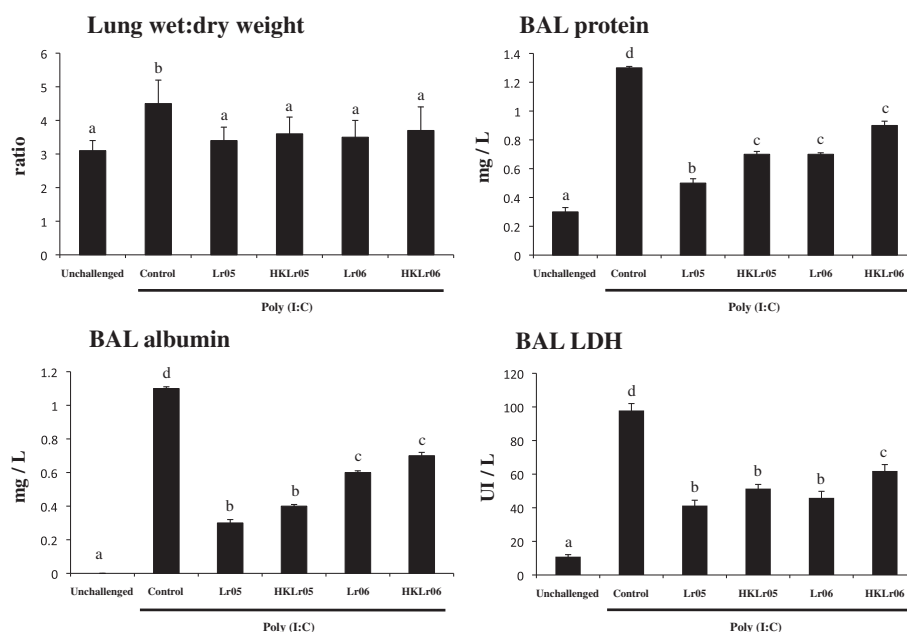 Lung wet:dry weight
6
5
4
3
2
1
0
ratio
a
b
a
a
a
a
Unchallenged Control Lr05 HKLr05 Lr06 HKLr06
Poly (I:C)
BAL protein
1.4
1.2
1
0.8
0.6
0.4
0.2
0
mg / L
a
d
b
c
c
c
Unchallenged Control Lr05 HKLr05 Lr06 HKLr06
Poly (I:C)
BAL albumin
1.2
1
0.8
0.6
0.4
0.2
0
mg / L
a
d
b
b
c
c
Unchallenged Control Lr05 HKLr05 Lr06 HKLr06
Poly (I:C)
BAL LDH
120
100
80
60
40
20
0
UI / L
a
d
b
b
b
c
Unchallenged Control Lr05 HKLr05 Lr06 HKLr06
Poly (I:C)